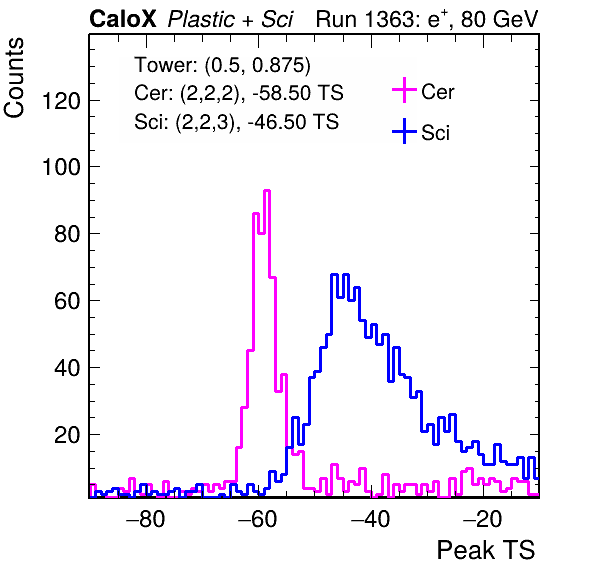 CaloX Plastic + Sci Run 1363: e⁺, 80 GeV
Counts
Tower: (0.5, 0.875)
Cer: (2,2,2), -58.50 TS
Sci: (2,2,3), -46.50 TS
Cer
Sci
120
100
80
60
40
20
−80 −60 −40 −20
Peak TS